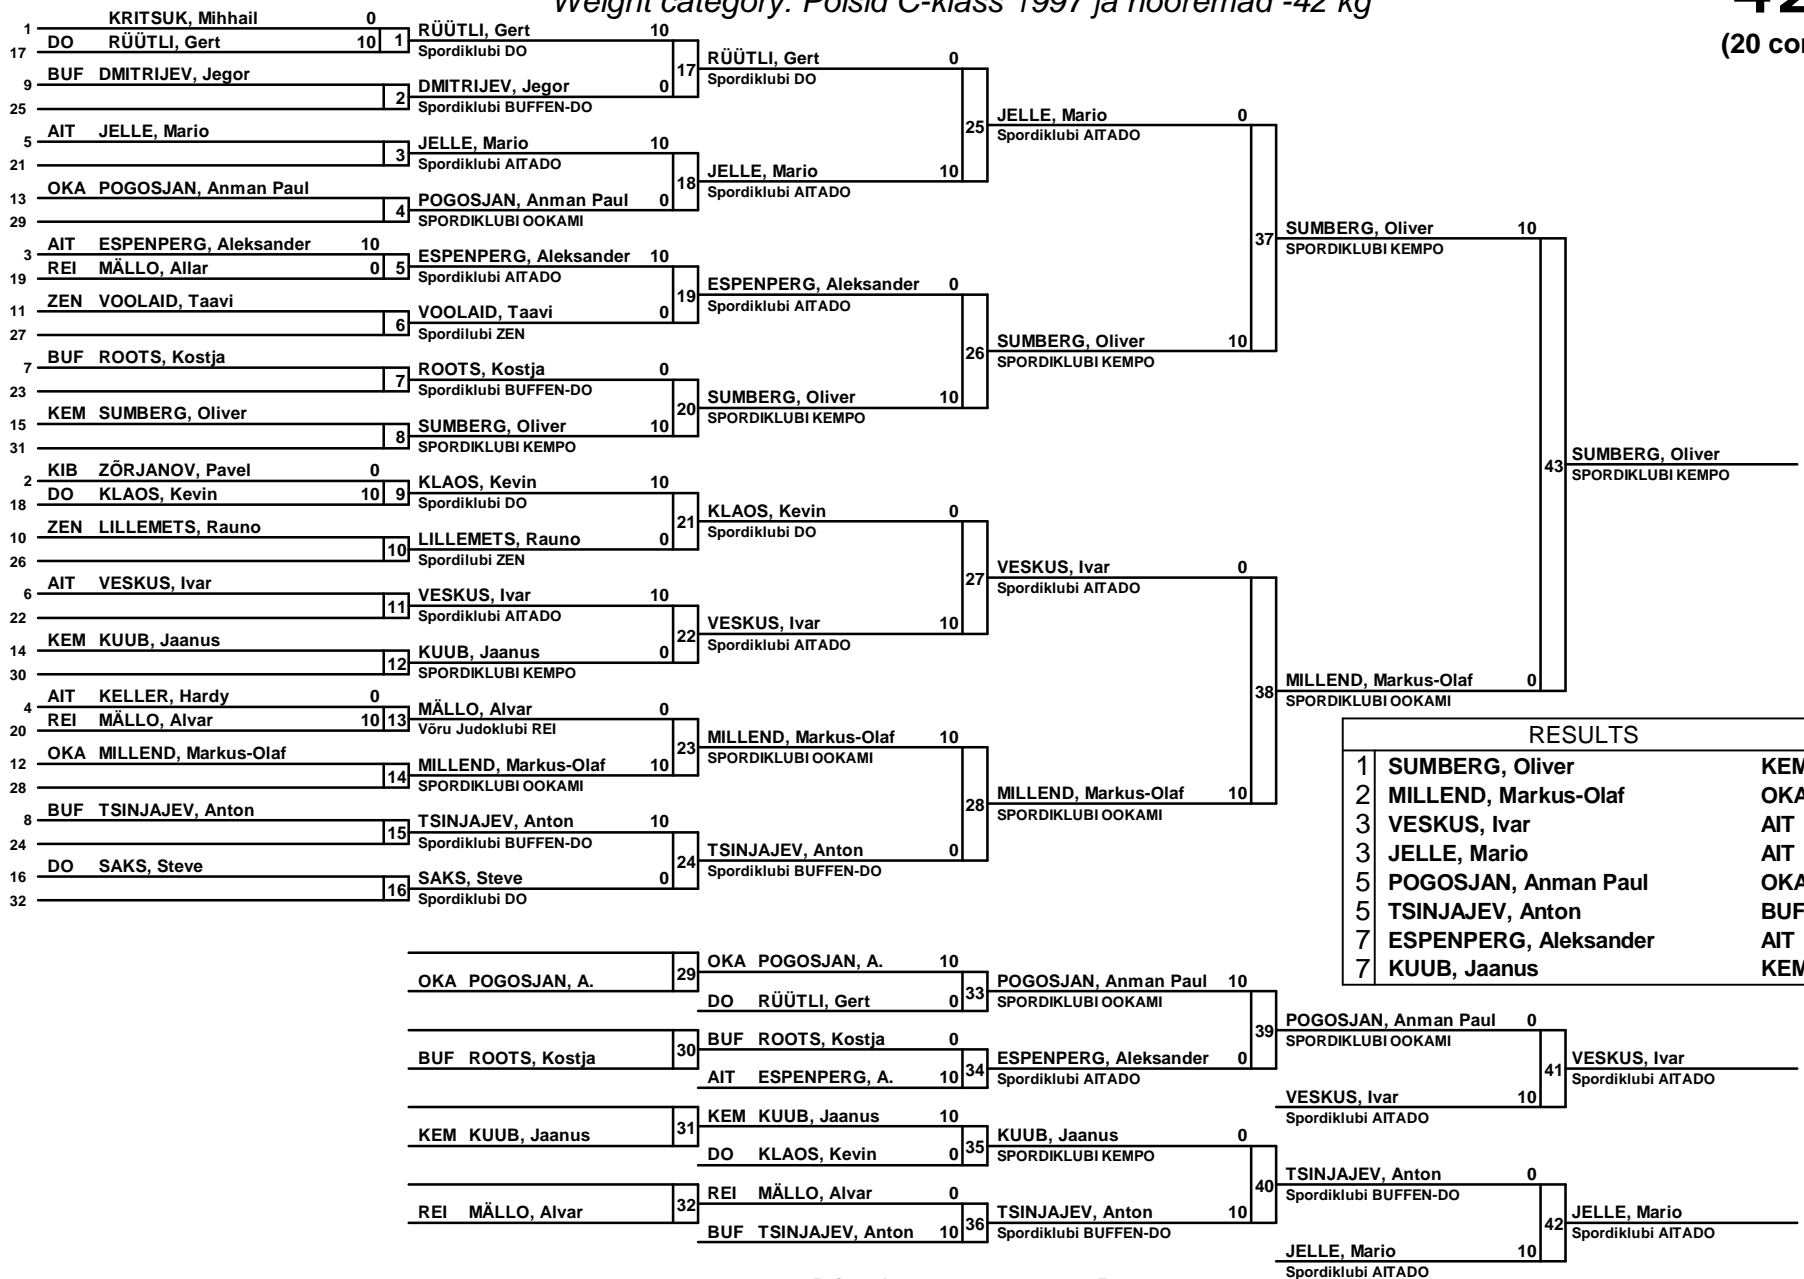 Weight category: Poisid C-klass 1997 ja nooremad -42 kg
(20 co
1 KRITSUK, Mihhail 0
17 DO RÜÜTLI, Gert 10 1
9 BUF DMITRIJEV, Jegor
25 2
5 AIT JELLE, Mario
21 3
13 OKA POGOSJAN, Anman Paul
29 4
3 AIT ESPENPERG, Aleksander 10
19 REI MÄLLO, Allar 0 5
11 ZEN VOOLAID, Taavi
27 6
7 BUF ROOTS, Kostja
23 7
15 KEM SUMBERG, Oliver
31 8
2 KIB ZÕRJANOV, Pavel 0
18 DO KLAOS, Kevin 10 9
10 ZEN LILLEMETS, Rauno
26 10
6 AIT VESKUS, Ivar
22 11
14 KEM KUUB, Jaanus
30 12
4 AIT KELLER, Hardy 0
20 REI MÄLLO, Alvar 10 13
12 OKA MILLEND, Markus-Olaf
28 14
8 BUF TSINJAJEV, Anton
24 15
16 DO SAKS, Steve
32 16
RÜÜTLI, Gert 10
Spordiklubi DO
17
DMITRIJEV, Jegor 0
Spordiklubi BUFFEN-DO
JELLE, Mario 10
Spordiklubi AITADO
18
POGOSJAN, Anman Paul 0
SPORDIKLUBI OOKAMI
ESPENPERG, Aleksander 10
Spordiklubi AITADO
19
VOOLAID, Taavi 0
Spordilubi ZEN
ROOTS, Kostja 0
Spordiklubi BUFFEN-DO
20
SUMBERG, Oliver 10
SPORDIKLUBI KEMPO
KLAOS, Kevin 10
Spordiklubi DO
21
LILLEMETS, Rauno 0
Spordilubi ZEN
VESKUS, Ivar 10
Spordiklubi AITADO
22
KUUB, Jaanus 0
SPORDIKLUBI KEMPO
MÄLLO, Alvar 0
Võru Judoklubi REI
23
MILLEND, Markus-Olaf 10
SPORDIKLUBI OOKAMI
TSINJAJEV, Anton 10
Spordiklubi BUFFEN-DO
24
SAKS, Steve 0
Spordiklubi DO
RÜÜTLI, Gert 0
Spordiklubi DO
25
JELLE, Mario 10
Spordiklubi AITADO
ESPENPERG, Aleksander 0
Spordiklubi AITADO
26
SUMBERG, Oliver 10
SPORDIKLUBI KEMPO
KLAOS, Kevin 0
Spordiklubi DO
27
VESKUS, Ivar 10
Spordiklubi AITADO
MILLEND, Markus-Olaf 10
SPORDIKLUBI OOKAMI
28
TSINJAJEV, Anton 0
Spordiklubi BUFFEN-DO
JELLE, Mario 0
Spordiklubi AITADO
37
SUMBERG, Oliver 10
SPORDIKLUBI KEMPO
VESKUS, Ivar 0
Spordiklubi AITADO
38
MILLEND, Markus-Olaf 10
SPORDIKLUBI OOKAMI
SUMBERG, Oliver 10
SPORDIKLUBI KEMPO
43
MILLEND, Markus-Olaf 0
SPORDIKLUBI OOKAMI
SUMBERG, Oliver
SPORDIKLUBI KEMPO
RESULTS
1 SUMBERG, Oliver KEM
2 MILLEND, Markus-Olaf OKA
3 VESKUS, Ivar AIT
3 JELLE, Mario AIT
5 POGOSJAN, Anman Paul OKA
5 TSINJAJEV, Anton BUF
7 ESPENPERG, Aleksander AIT
7 KUUB, Jaanus KEM
OKA POGOSJAN, A. 29
BUF ROOTS, Kostja 30
KEM KUUB, Jaanus 31
REI MÄLLO, Alvar 32
OKA POGOSJAN, A. 10
DO RÜÜTLI, Gert 0 33
BUF ROOTS, Kostja 0
AIT ESPENPERG, A. 10 34
KEM KUUB, Jaanus 10
DO KLAOS, Kevin 0 35
REI MÄLLO, Alvar 0
BUF TSINJAJEV, Anton 10 36
POGOSJAN, Anman Paul 10
SPORDIKLUBI OOKAMI
39
ESPENPERG, Aleksander 0
Spordiklubi AITADO
KUUB, Jaanus 0
SPORDIKLUBI KEMPO
40
TSINJAJEV, Anton 10
Spordiklubi BUFFEN-DO
POGOSJAN, Anman Paul 0
SPORDIKLUBI OOKAMI
41
VESKUS, Ivar 10
Spordiklubi AITADO
TSINJAJEV, Anton 0
Spordiklubi BUFFEN-DO
42
JELLE, Mario 10
Spordiklubi AITADO
VESKUS, Ivar
Spordiklubi AITADO
JELLE, Mario
Spordiklubi AITADO